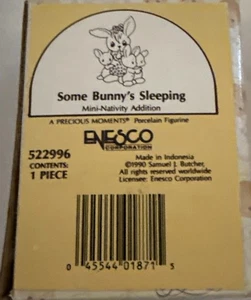 Some Bunny's Sleeping
Mini-Nativity Addition
A PRECIOUS MOMENTS® Porcelain Figurine
ENESCO
CORPORATION
522996
CONTENTS:
1 PIECE
Made in Indonesia
©1990 Samuel J. Butcher,
All rights reserved worldwide
Licensee: Enesco Corporation
0 45544 01871 5